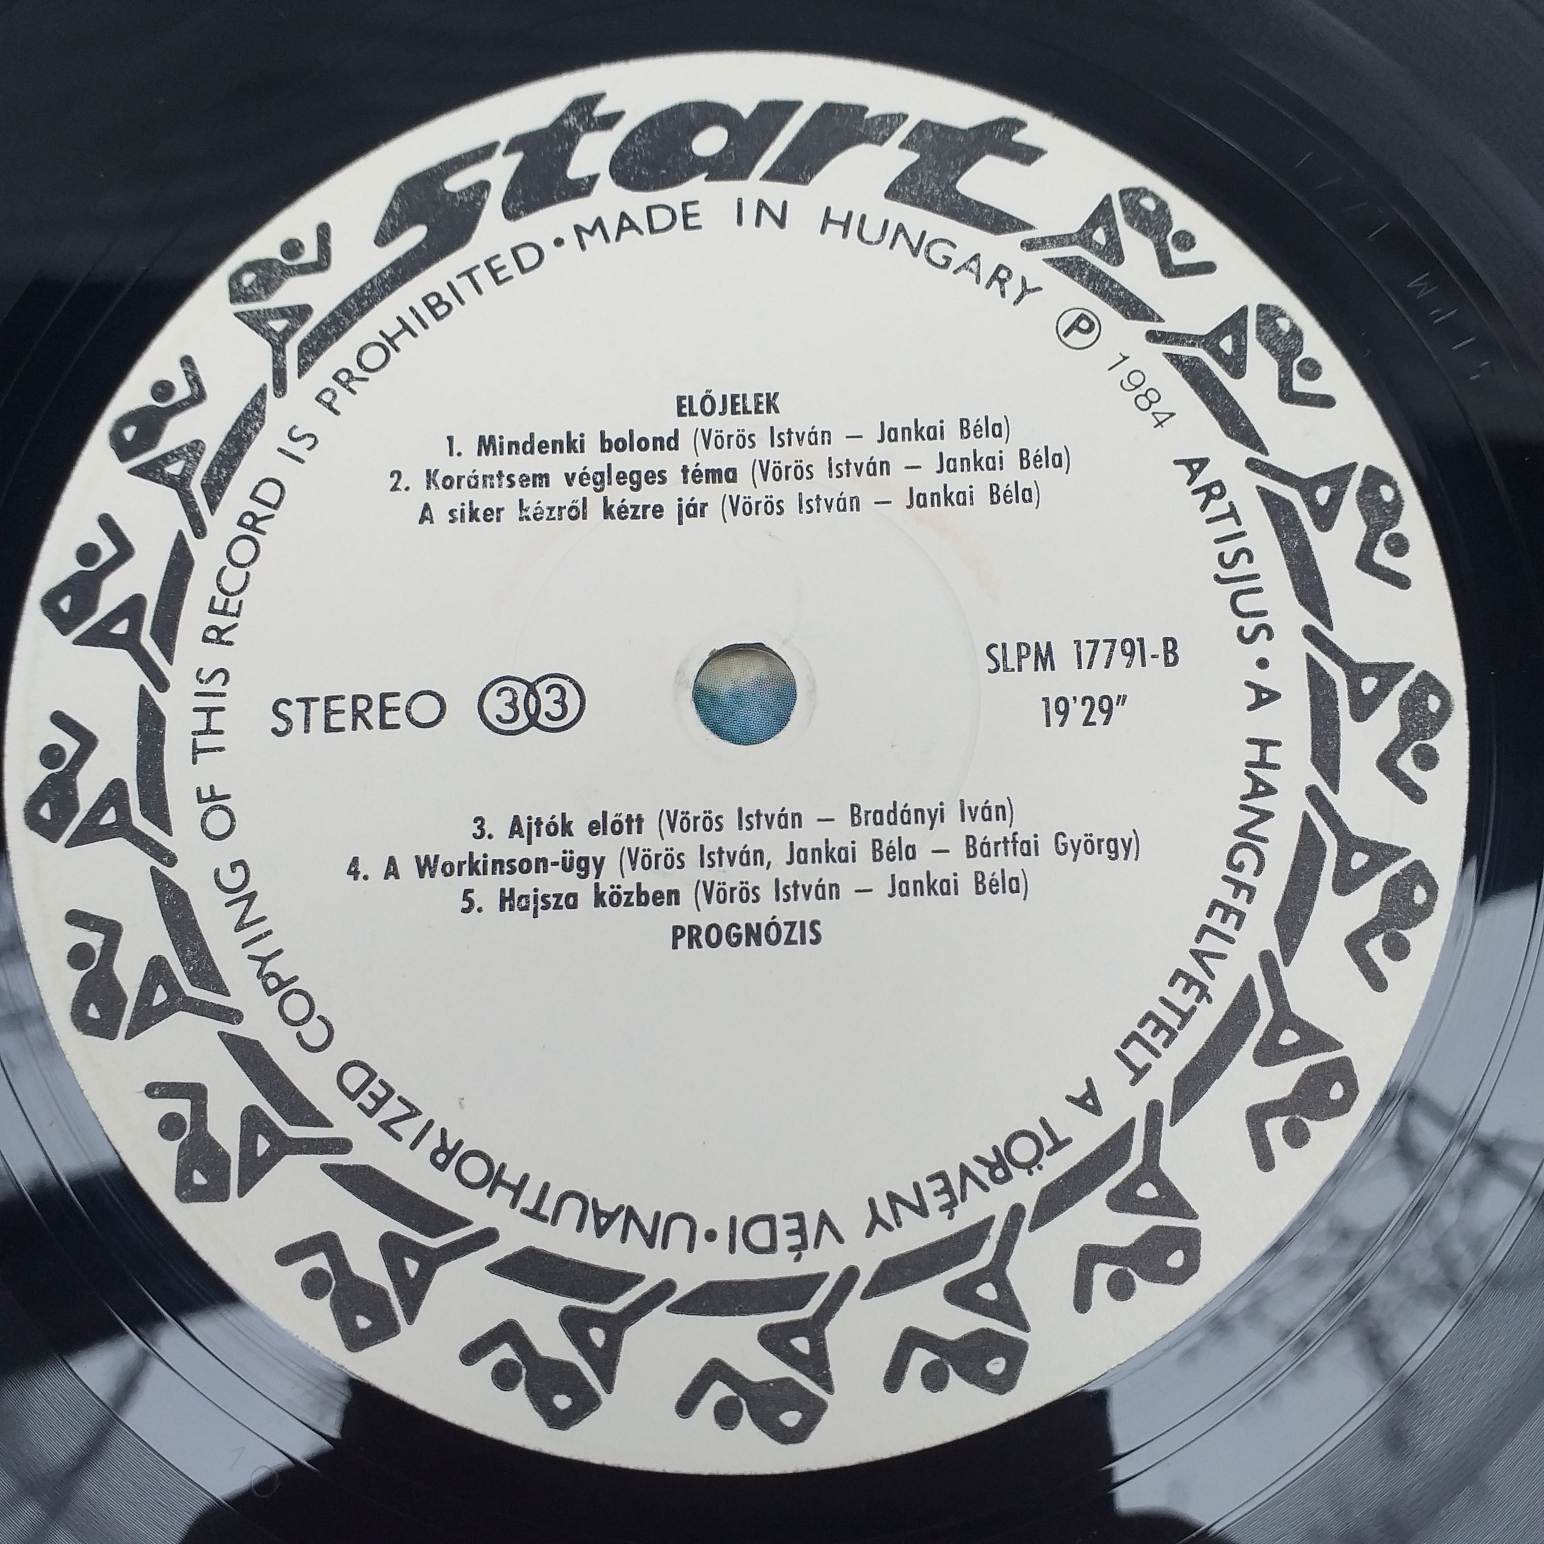 start
MADE IN HUNGARY Ⓟ 1984 ARTISJUS • A HANGFELVÉTELT A TÖRVÉNY VÉDI • UNAUTHORIZED COPYING OF THIS RECORD IS PROHIBITED •
ELŐJELEK
1. Mindenki bolond (Vörös István – Jankai Béla)
2. Korántsem végleges téma (Vörös István – Jankai Béla)
A siker kézről kézre jár (Vörös István – Jankai Béla)
STEREO 33
SLPM 17791-B
19'29"
3. Ajtók előtt (Vörös István – Bradányi Iván)
4. A Workinson-ügy (Vörös István, Jankai Béla – Bártfai György)
5. Hajsza közben (Vörös István – Jankai Béla)
PROGNÓZIS